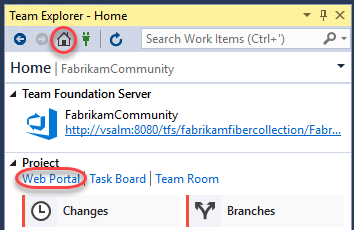 Team Explorer - Home
Search Work Items (Ctrl+')
Home | FabrikamCommunity
Team Foundation Server
FabrikamCommunity
http://vsalm:8080/tfs/fabrikamfibercollection/Fabr...
Project
Web Portal | Task Board | Team Room
Changes
Branches